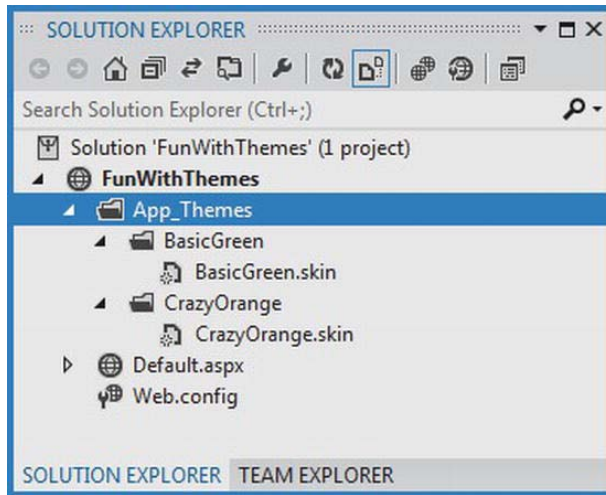 SOLUTION EXPLORER
Search Solution Explorer (Ctrl+;)
Solution 'FunWithThemes' (1 project)
FunWithThemes
App_Themes
BasicGreen
BasicGreen.skin
CrazyOrange
CrazyOrange.skin
Default.aspx
Web.config
SOLUTION EXPLORER TEAM EXPLORER